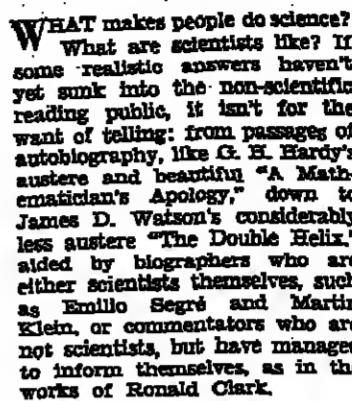 WHAT makes people do science?
What are scientists like? If
some realistic answers haven't
yet sunk into the non-scientific
reading public, it isn't for the
want of telling: from passages of
autobiography, like G. H. Hardy's
austere and beautiful "A Math-
ematician's Apology," down to
James D. Watson's considerably
less austere "The Double Helix,"
aided by biographers who are
either scientists themselves, such
as Emilio Segré and Martin
Klein, or commentators who are
not scientists, but have managed
to inform themselves, as in the
works of Ronald Clark.